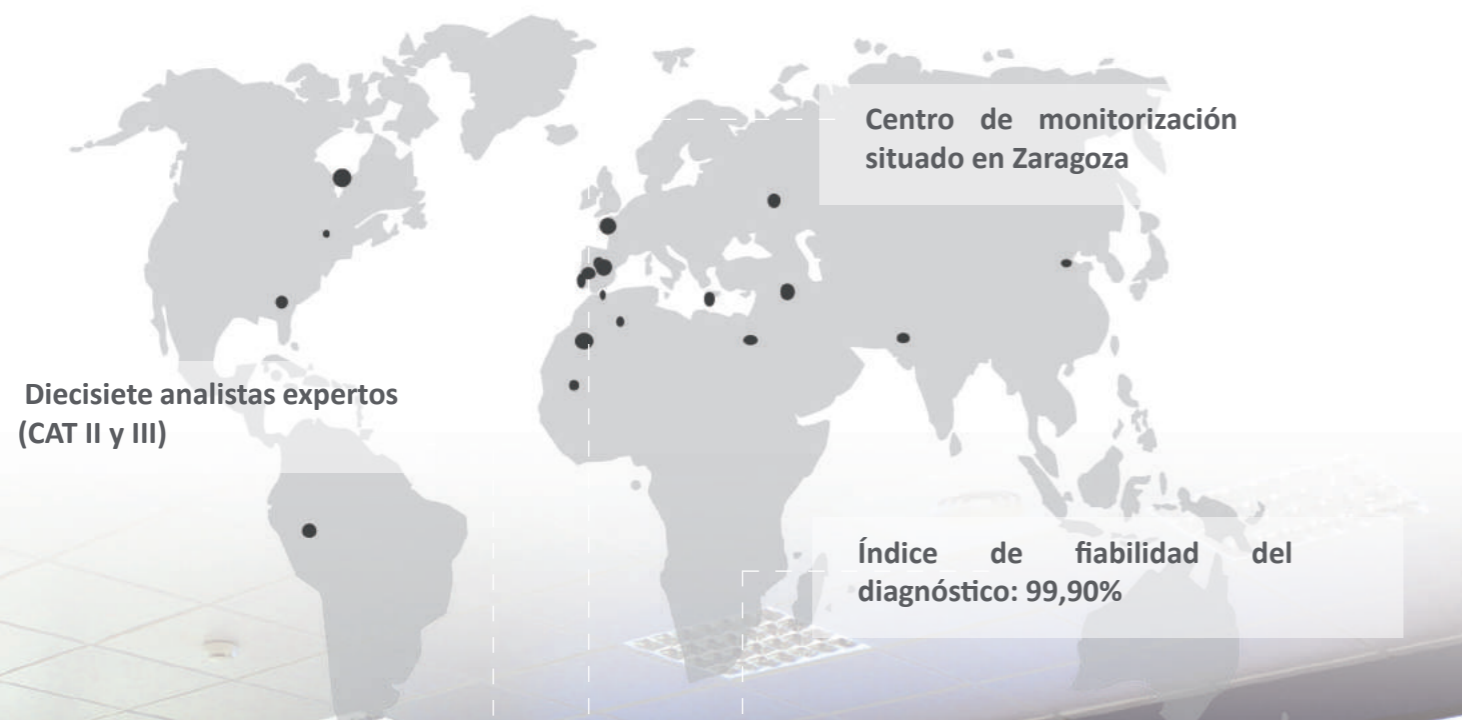 Centro de monitorización
situado en Zaragoza
Diecisiete analistas expertos
(CAT II y III)
Índice de fiabilidad del
diagnóstico: 99,90%